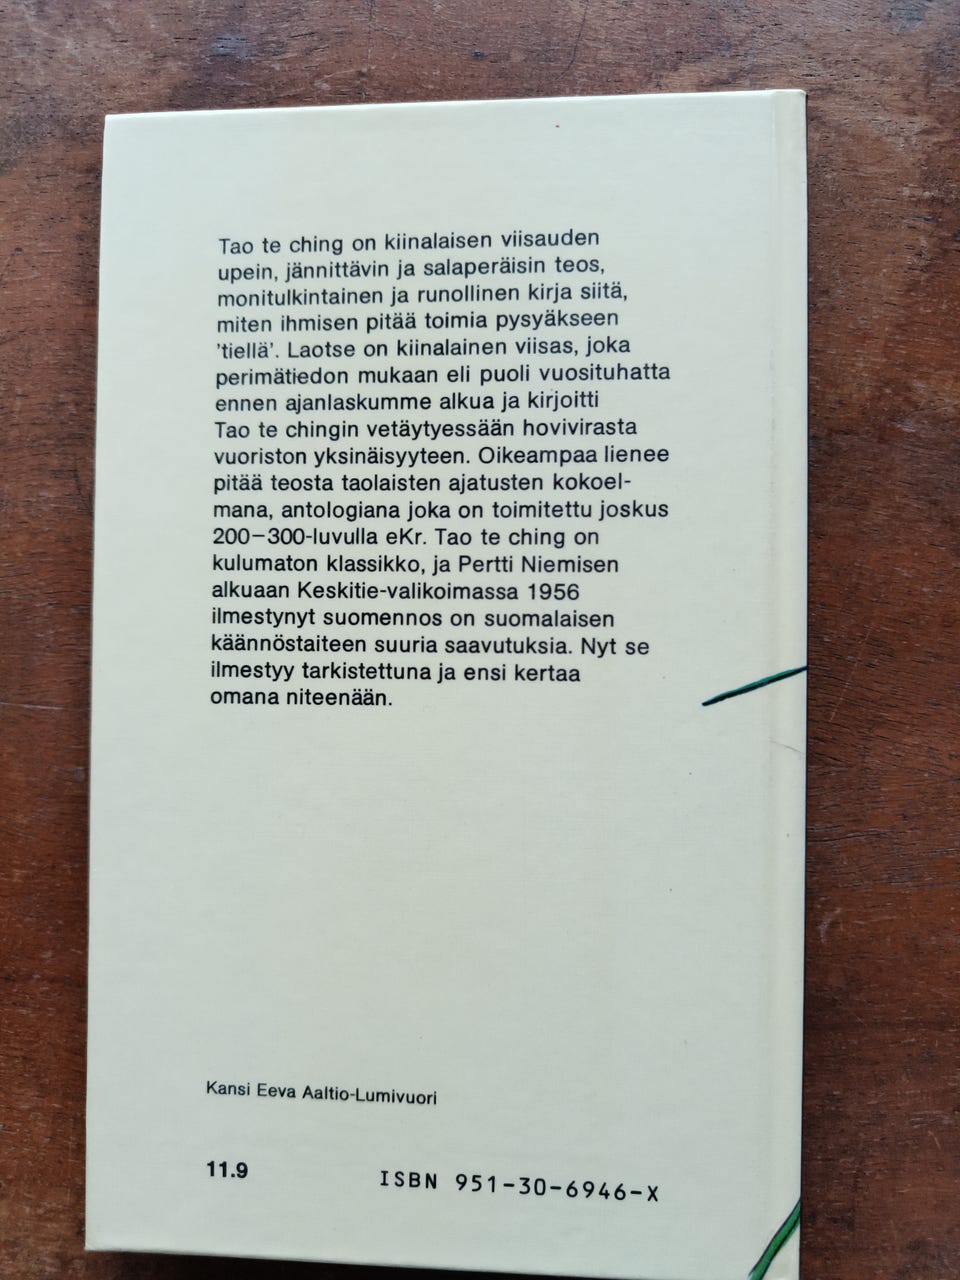 Tao te ching on kiinalaisen viisauden
upein, jännittävin ja salaperäisin teos,
monitulkintainen ja runollinen kirja siitä,
miten ihmisen pitää toimia pysyäkseen
'tiellä'. Laotse on kiinalainen viisas, joka
perimätiedon mukaan eli puoli vuosituhatta
ennen ajanlaskumme alkua ja kirjoitti
Tao te chingin vetäytyessään hovivirasta
vuoriston yksinäisyyteen. Oikeampaa lienee
pitää teosta taolaisten ajatusten kokoel-
mana, antologiana joka on toimitettu joskus
200–300-luvulla eKr. Tao te ching on
kulumaton klassikko, ja Pertti Niemisen
alkuaan Keskitie-valikoimassa 1956
ilmestynyt suomennos on suomalaisen
käännöstaiteen suuria saavutuksia. Nyt se
ilmestyy tarkistettuna ja ensi kertaa
omana niteenään.
Kansi Eeva Aaltio-Lumivuori
11.9 ISBN 951-30-6946-X